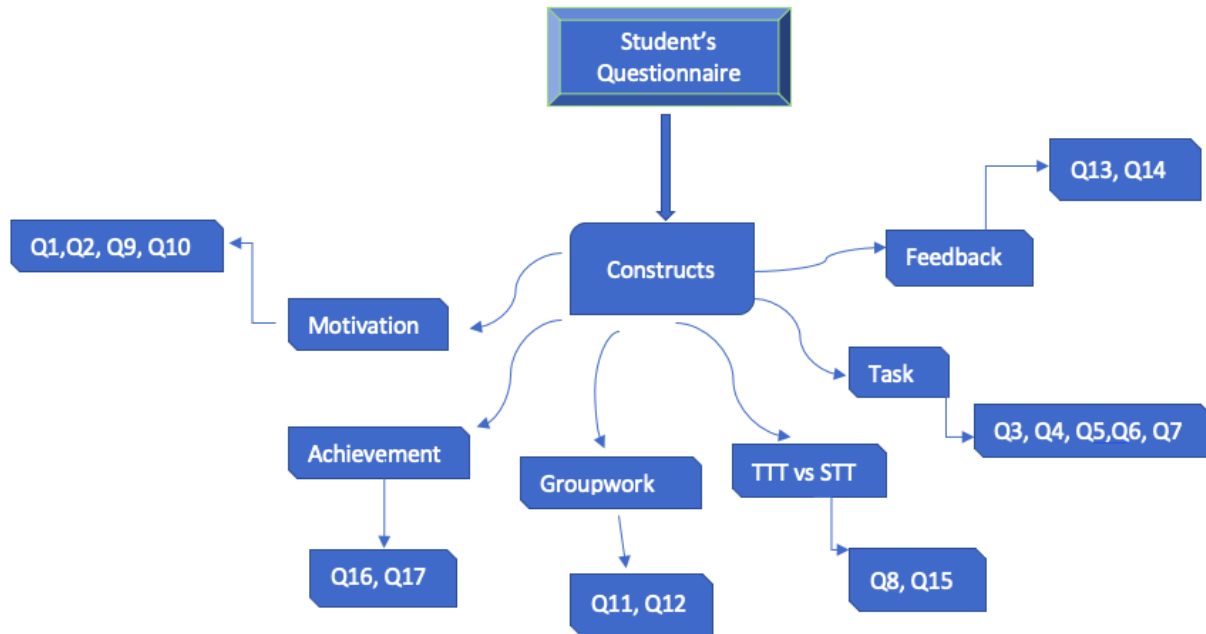 Student’s
Questionnaire
Q13, Q14
Q1,Q2, Q9, Q10
Constructs
Feedback
Motivation
Task
Q3, Q4, Q5,Q6, Q7
Achievement
Groupwork
TTT vs STT
Q16, Q17
Q11, Q12
Q8, Q15